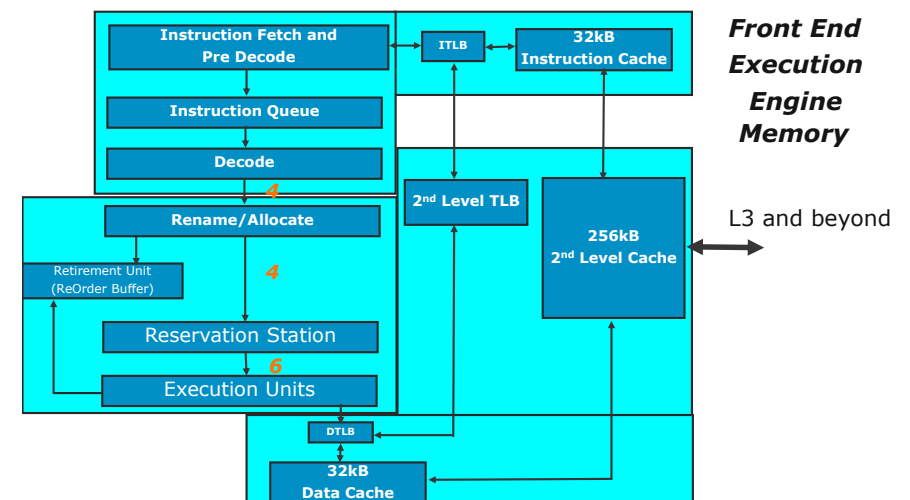 Instruction Fetch and
Pre Decode
ITLB
32kB
Instruction Cache
Front End
Execution
Engine
Memory
Instruction Queue
Decode
4
2nd Level TLB
256kB
2nd Level Cache
L3 and beyond
Rename/Allocate
4
Retirement Unit
(ReOrder Buffer)
Reservation Station
6
Execution Units
DTLB
32kB
Data Cache